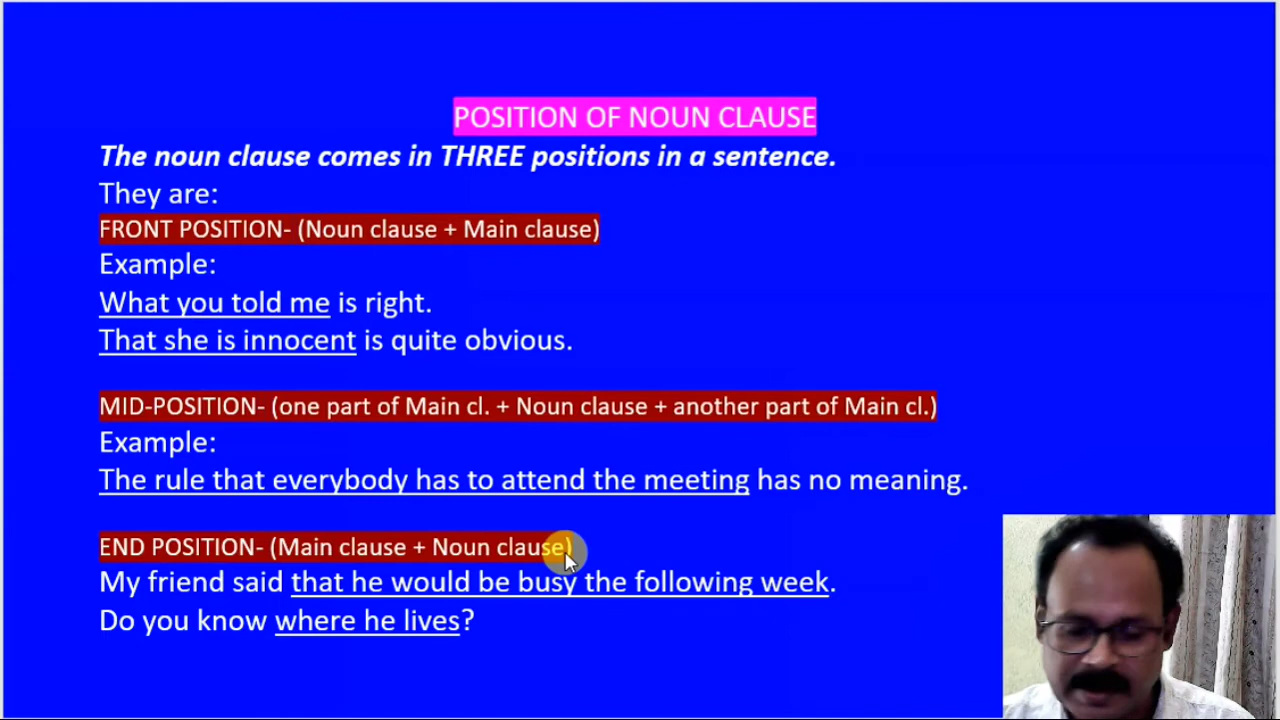 POSITION OF NOUN CLAUSE
The noun clause comes in THREE positions in a sentence.
They are:
FRONT POSITION- (Noun clause + Main clause)
Example:
What you told me is right.
That she is innocent is quite obvious.
MID-POSITION- (one part of Main cl. + Noun clause + another part of Main cl.)
Example:
The rule that everybody has to attend the meeting has no meaning.
END POSITION- (Main clause + Noun clause)
My friend said that he would be busy the following week.
Do you know where he lives?